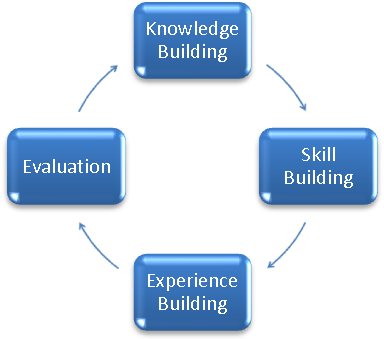 Knowledge
Building
Skill
Building
Experience
Building
Evaluation